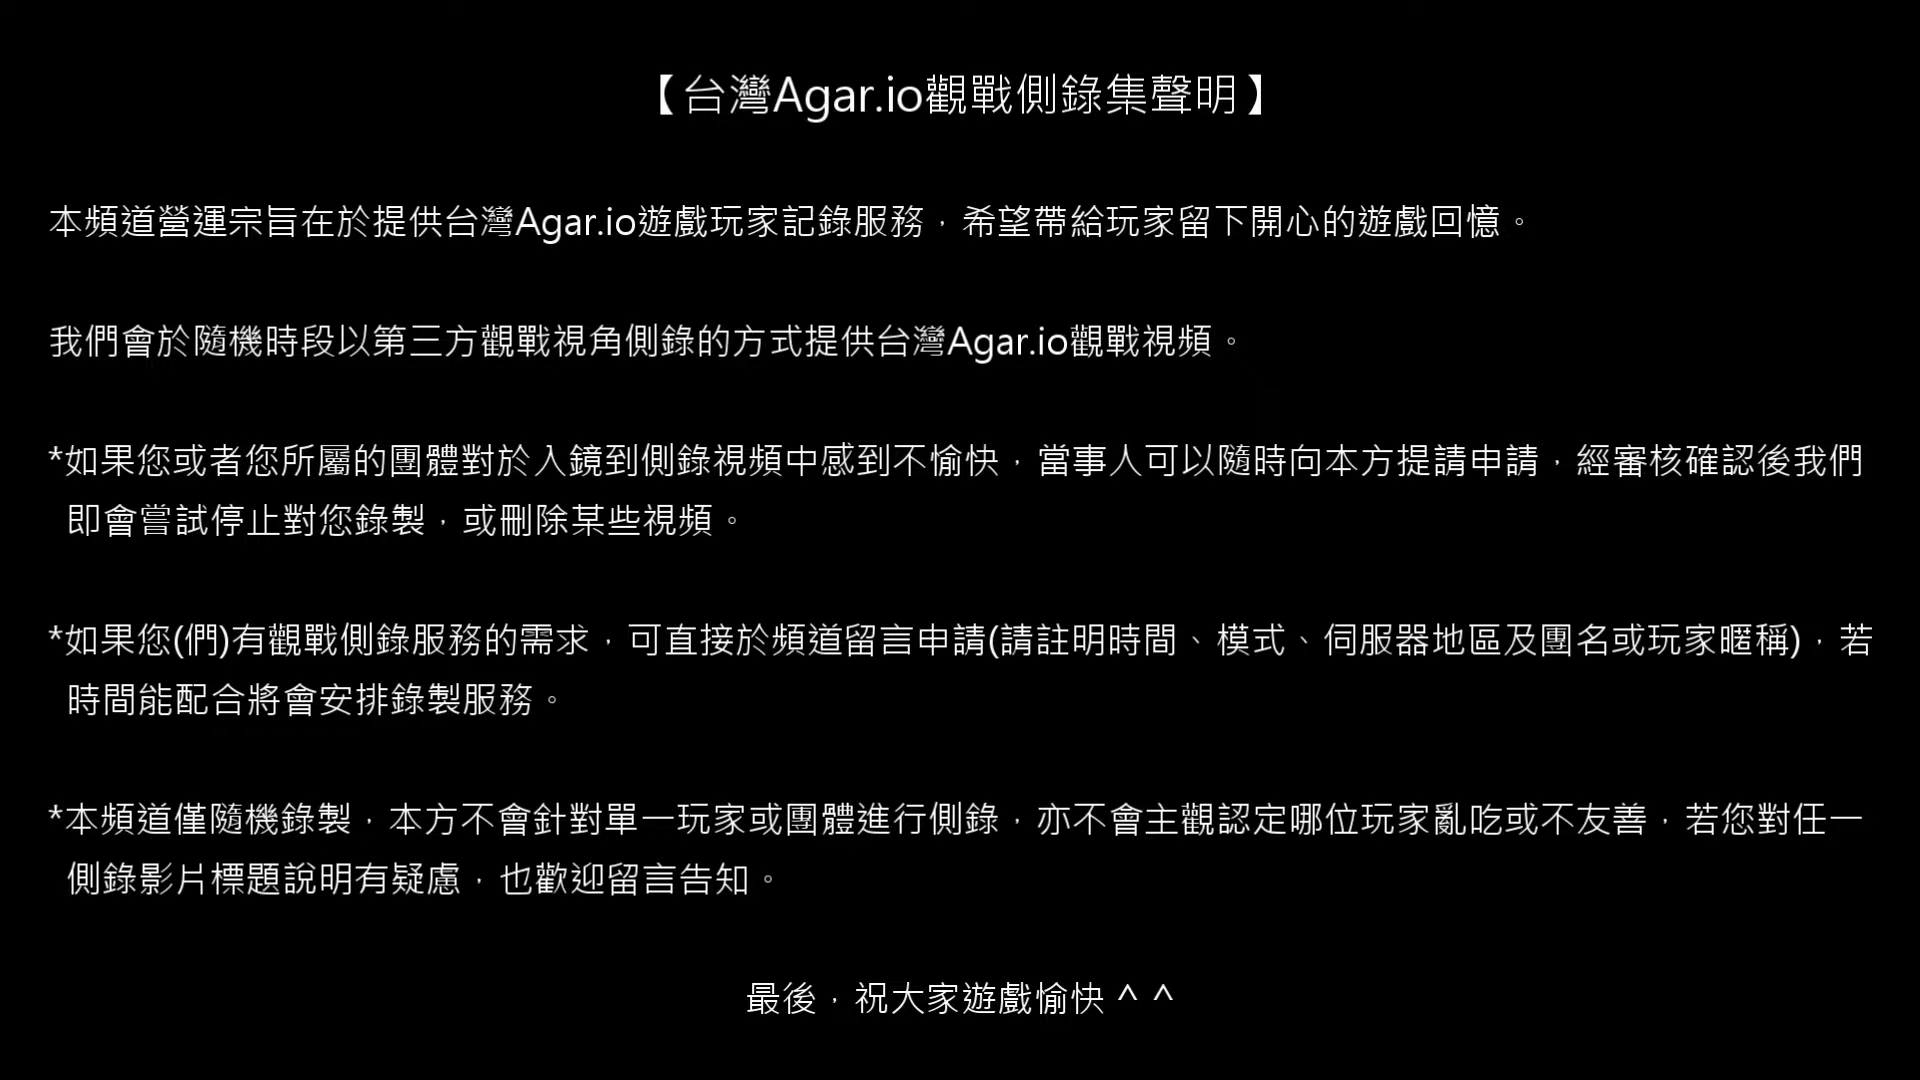 【台灣Agar.io觀戰側錄集聲明】
本頻道營運宗旨在於提供台灣Agar.io遊戲玩家記錄服務，希望帶給玩家留下開心的遊戲回憶。
我們會於隨機時段以第三方觀戰視角側錄的方式提供台灣Agar.io觀戰視頻。
*如果您或者您所屬的團體對於入鏡到側錄視頻中感到不愉快，當事人可以隨時向本方提請申請，經審核確認後我們
即會嘗試停止對您錄製，或刪除某些視頻。
*如果您(們)有觀戰側錄服務的需求，可直接於頻道留言申請(請註明時間、模式、伺服器地區及團名或玩家暱稱)，若
時間能配合將會安排錄製服務。
*本頻道僅隨機錄製，本方不會針對單一玩家或團體進行側錄，亦不會主觀認定哪位玩家亂吃或不友善，若您對任一
側錄影片標題說明有疑慮，也歡迎留言告知。
最後，祝大家遊戲愉快 ^ ^